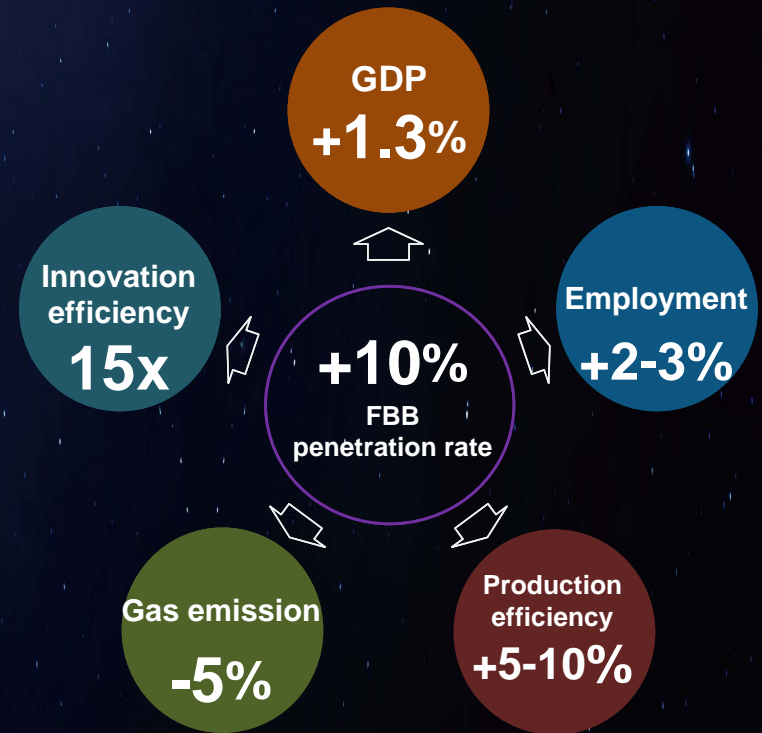 GDP
+1.3%
Innovation
efficiency
15x
Employment
+2-3%
+10%
FBB
penetration rate
Gas emission
-5%
Production
efficiency
+5-10%